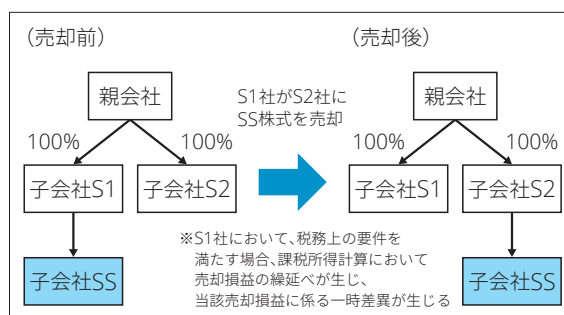 （売却前）
（売却後）
親会社
S1社がS2社に
SS株式を売却
親会社
100%
100%
100%
100%
子会社S1
子会社S2
子会社S1
子会社S2
※S1社において、税務上の要件を
満たす場合、課税所得計算において
売却損益の繰延べが生じ、
当該売却損益に係る一時差異が生じる
子会社SS
子会社SS